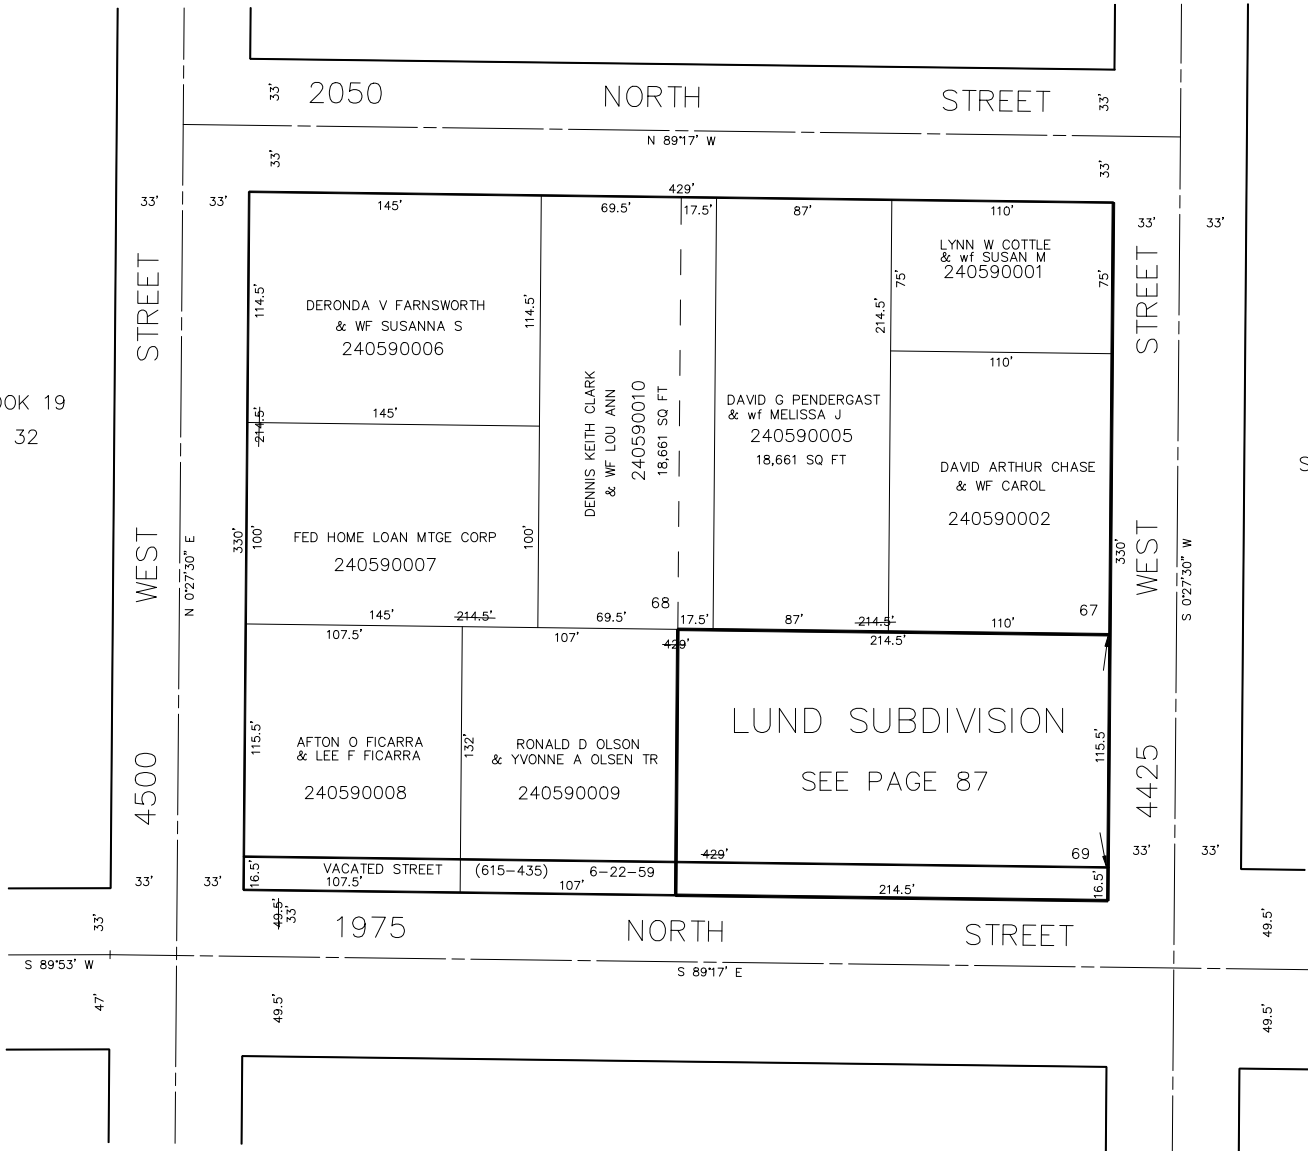 33'
2050 NORTH STREET
33'
N 89°17' W
33'
33'
33'
33'
429'
33'
33'
145'
69.5'
17.5'
87'
110'
STREET
WEST
4500
N 0°27'30" E
114.5'
DERONDA V FARNSWORTH
& WF SUSANNA S
240590006
114.5'
214.5'
145'
330'
100'
FED HOME LOAN MTGE CORP
240590007
100'
145'
214.5'
DENNIS KEITH CLARK
& WF LOU ANN
240590010
18,661 SQ FT
69.5'
68
17.5'
DAVID G PENDERGAST
& wf MELISSA J
240590005
18,661 SQ FT
214.5'
87'
214.5'
LYNN W COTTLE
& wf SUSAN M
240590001
75'
75'
110'
DAVID ARTHUR CHASE
& WF CAROL
240590002
67
110'
330'
STREET
WEST
4425
S 0°27'30" W
OOK 19
32
S
107.5'
107'
429'
214.5'
115.5'
AFTON O FICARRA
& LEE F FICARRA
240590008
132'
RONALD D OLSON
& YVONNE A OLSEN TR
240590009
LUND SUBDIVISION
SEE PAGE 87
115.5'
429'
69
33'
33'
33'
33'
16.5'
VACATED STREET (615-435) 6-22-59
107.5'
107'
214.5'
16.5'
33'
49.5'
33'
1975 NORTH STREET
49.5'
S 89°53' W
S 89°17' E
47'
49.5'
49.5'